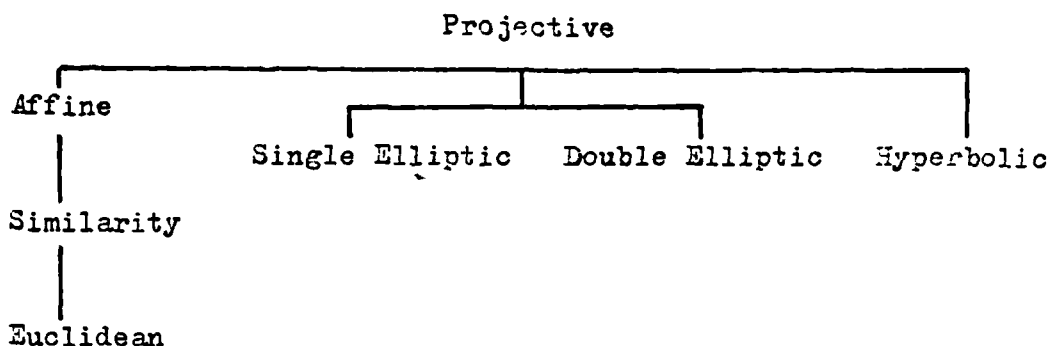 Projective
Affine
Single Elliptic Double Elliptic Hyperbolic
Similarity
Euclidean